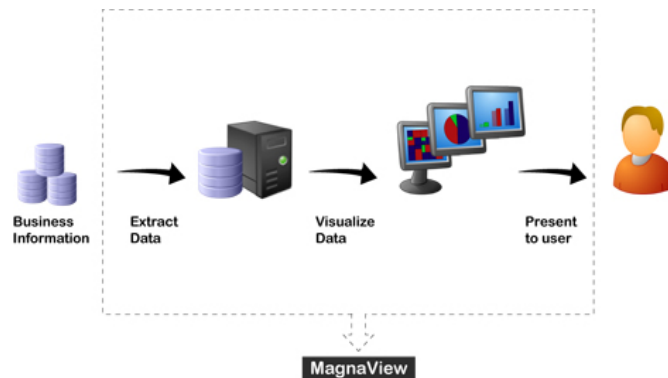 Business
Information
Extract
Data
Visualize
Data
Present
to user
MagnaView